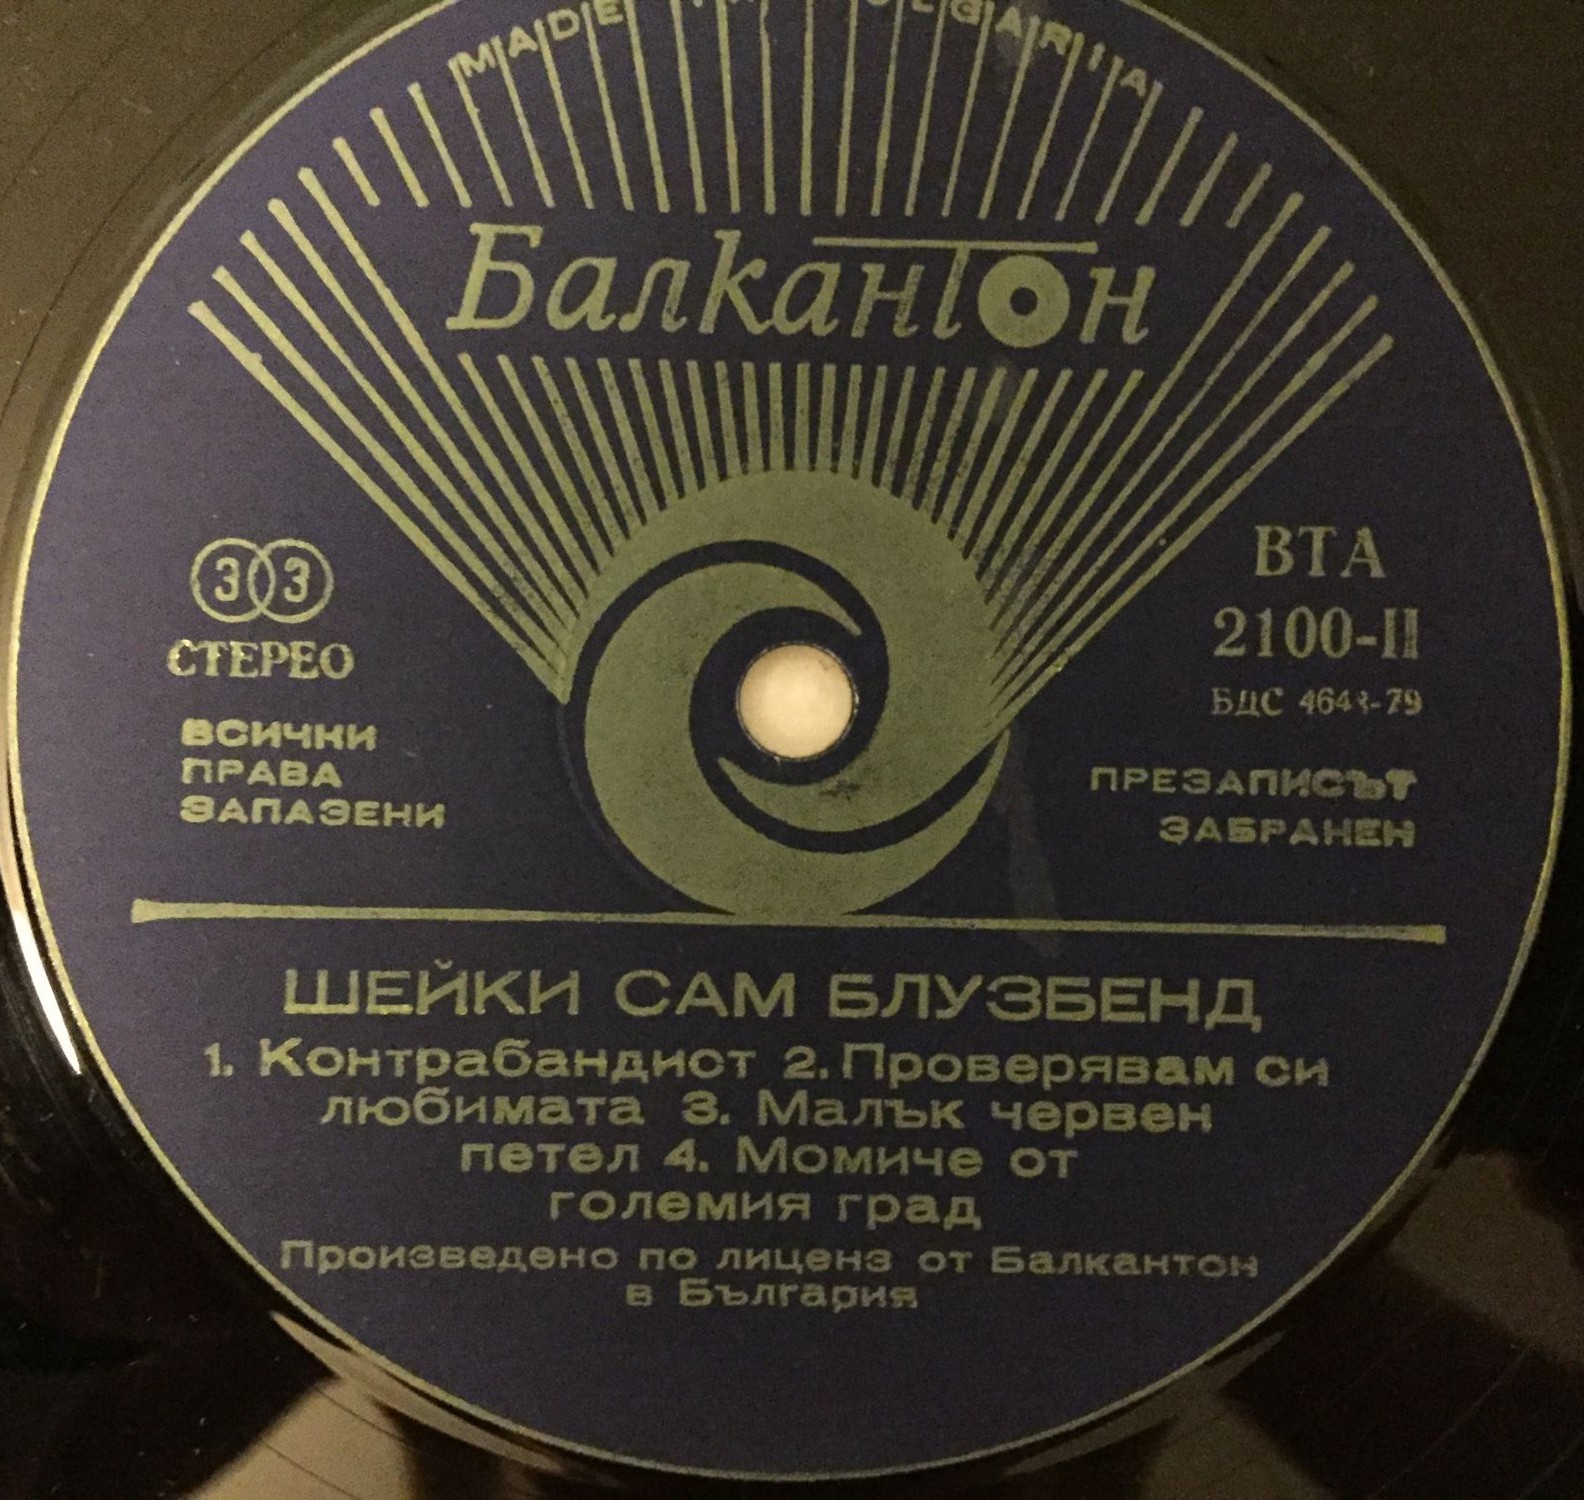 MADE IN BULGARIA
Балкантон
33
СТЕРЕО
ВСИЧКИ
ПРАВА
ЗАПАЗЕНИ
ВТА
2100-II
БДС
ПРЕЗАПИСЪТ
ЗАБРАНЕН
ШЕЙКИ САМ БЛУЗБЕНД
1. Контрабандист 2. Проверявам си
любимата 3. Малък червен
петел 4. Момиче от
големия град
Произведено по лиценз от Балкантон
в България